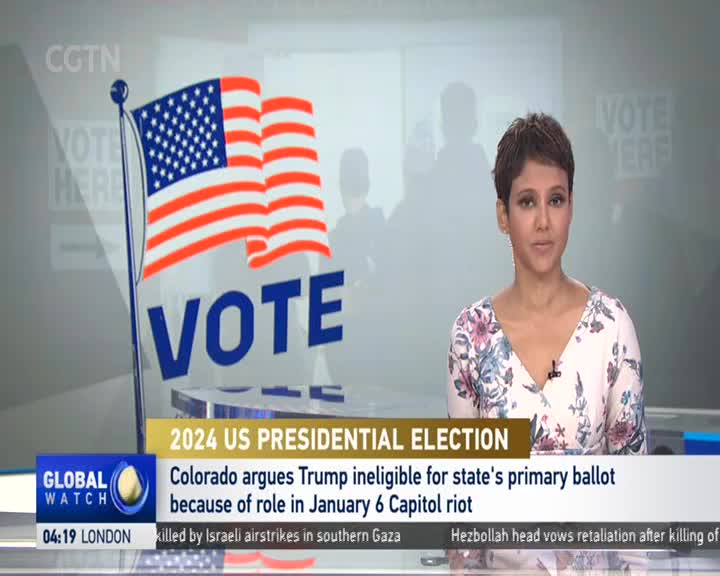 CGTN
VOTE
HERE
VOTE
HERE
VOTE
2024 US PRESIDENTIAL ELECTION
Colorado argues Trump ineligible for state's primary ballot
because of role in January 6 Capitol riot
GLOBAL
WATCH
04:19 LONDON
killed by Israeli airstrikes in southern Gaza Hezbollah head vows retaliation after killing of